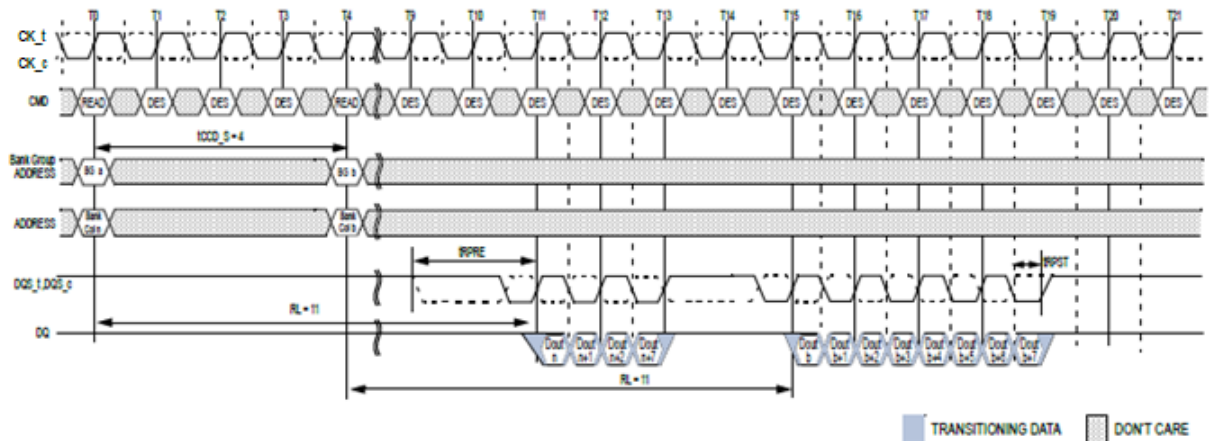 T0 T1 T2 T3 T4 T9 T10 T11 T12 T13 T14 T15 T16 T17 T18 T19 T20 T21
CK_t
CK_c
CMD READ DES DES DES READ DES DES DES DES DES DES DES DES DES DES DES DES DES
tCCD_S = 4
Bank Group
ADDRESS BG a BG b
ADDRESS Bank Col n Bank Col b
tRPRE tRPST
DQS_t,DQS_c
RL = 11
DQ Dout n Dout n+1 Dout n+2 Dout n+7 Dout b Dout b+1 Dout b+2 Dout b+3 Dout b+4 Dout b+5 Dout b+6 Dout b+7
RL = 11
TRANSITIONING DATA DON'T CARE